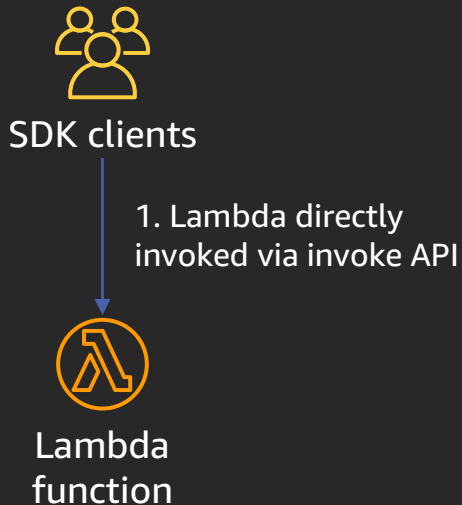 SDK clients
1. Lambda directly
invoked via invoke API
Lambda
function